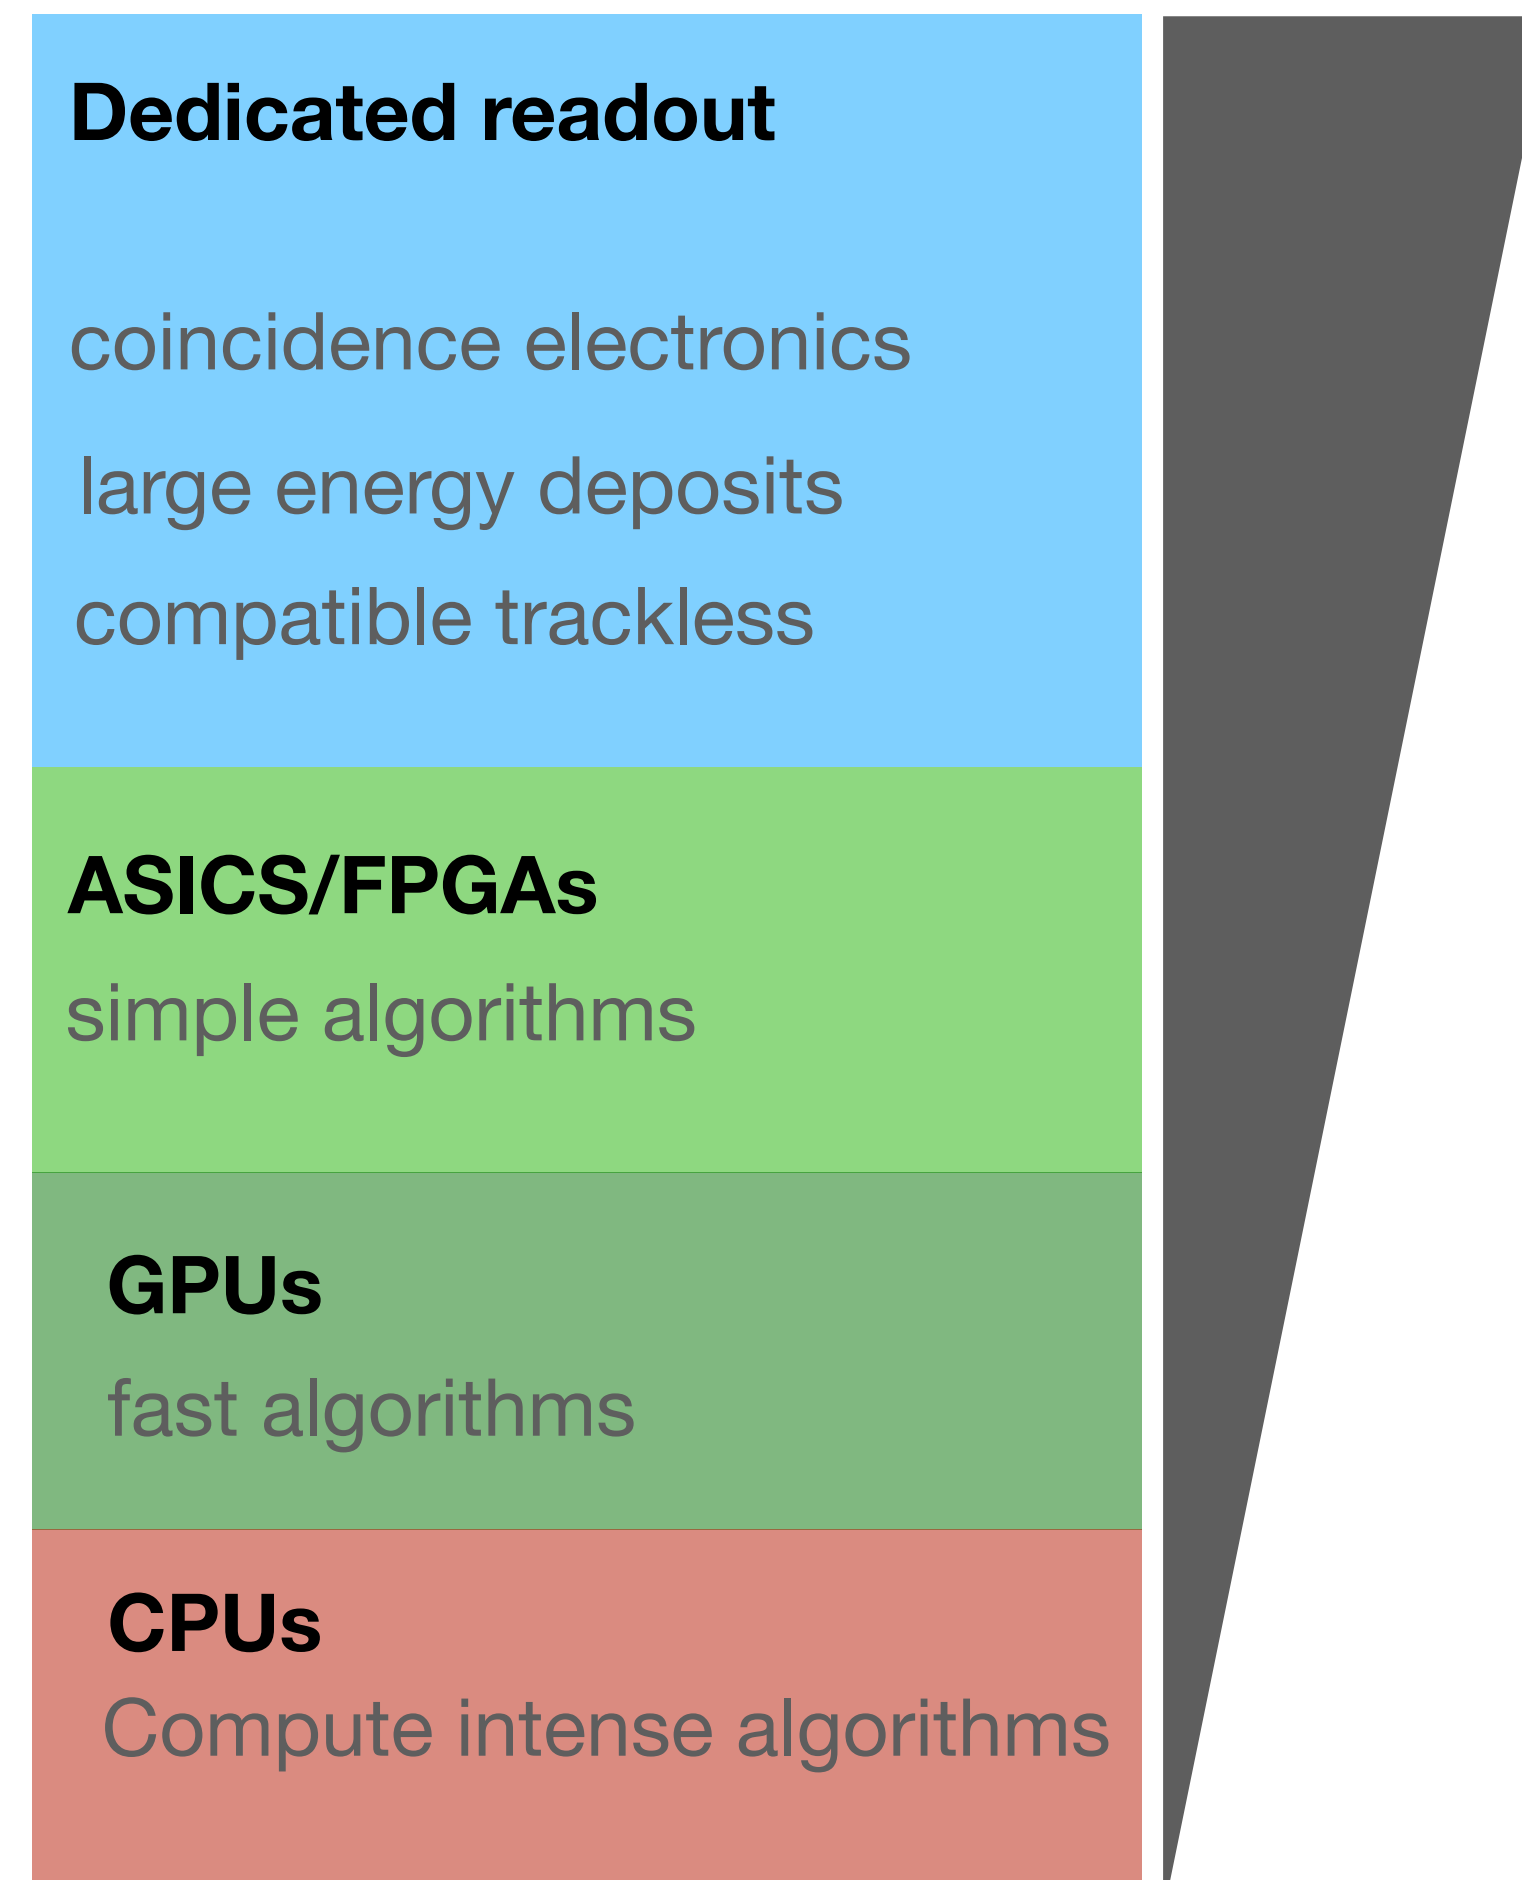 Dedicated readout
coincidence electronics
large energy deposits
compatible trackless
ASICS/FPGAs
simple algorithms
GPUs
fast algorithms
CPUs
Compute intense algorithms